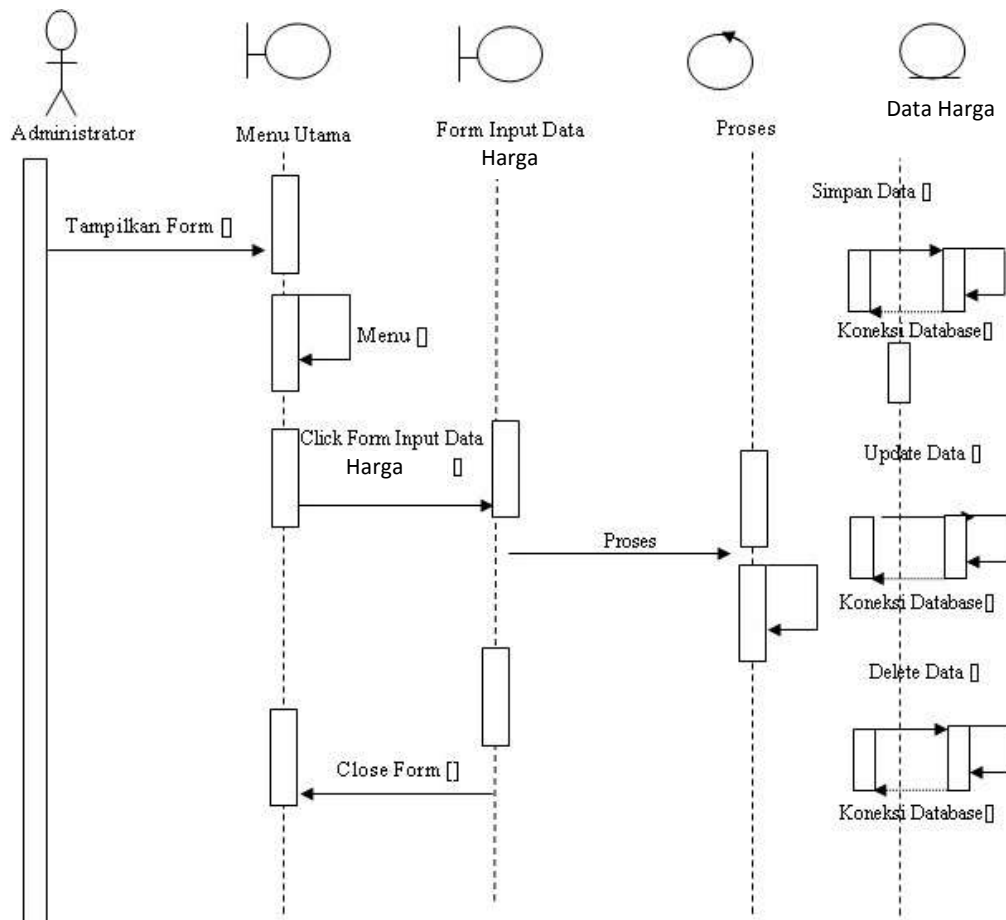 Administrator
Menu Utama
Form Input Data
Harga
Proses
Data Harga
Simpan Data []
Tampilkan Form []
Menu []
Koneksi Database[]
Click Form Input Data
Harga []
Update Data []
Proses
Koneksi Database[]
Delete Data []
Close Form []
Koneksi Database[]